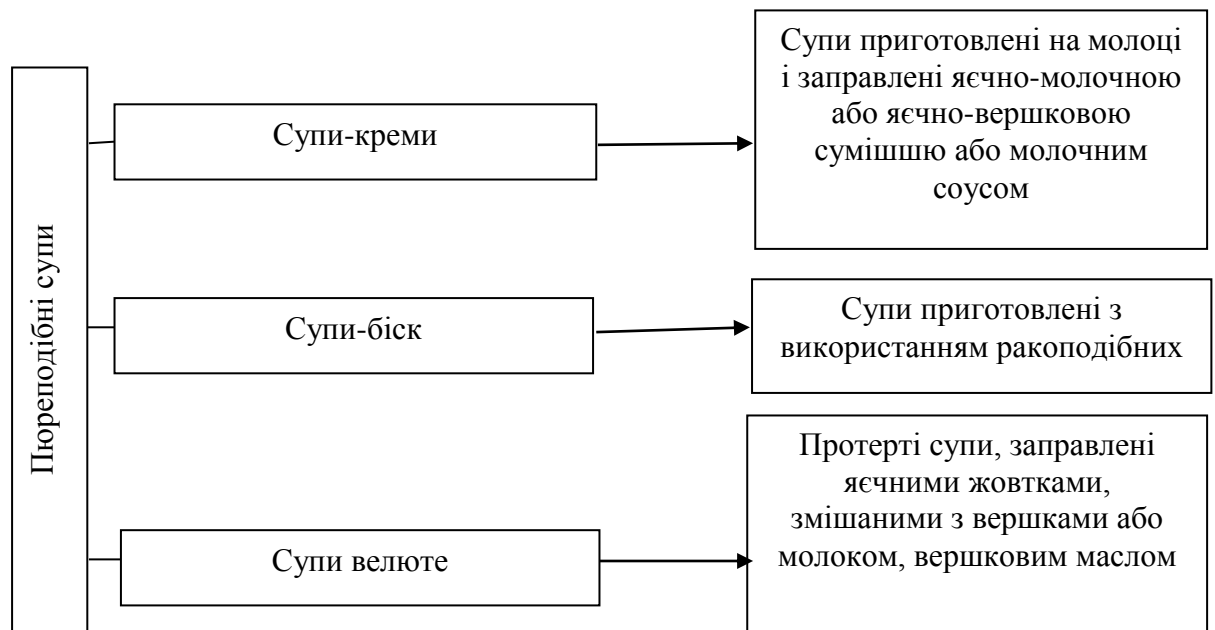 Пюреподібні супи
Супи-креми
Супи приготовлені на молоці
і заправлені яєчно-молочною
або яєчно-вершковою
сумішшю або молочним
соусом
Супи-біск
Супи приготовлені з
використанням ракоподібних
Супи велюте
Протерті супи, заправлені
яєчними жовтками,
змішаними з вершками або
молоком, вершковим маслом